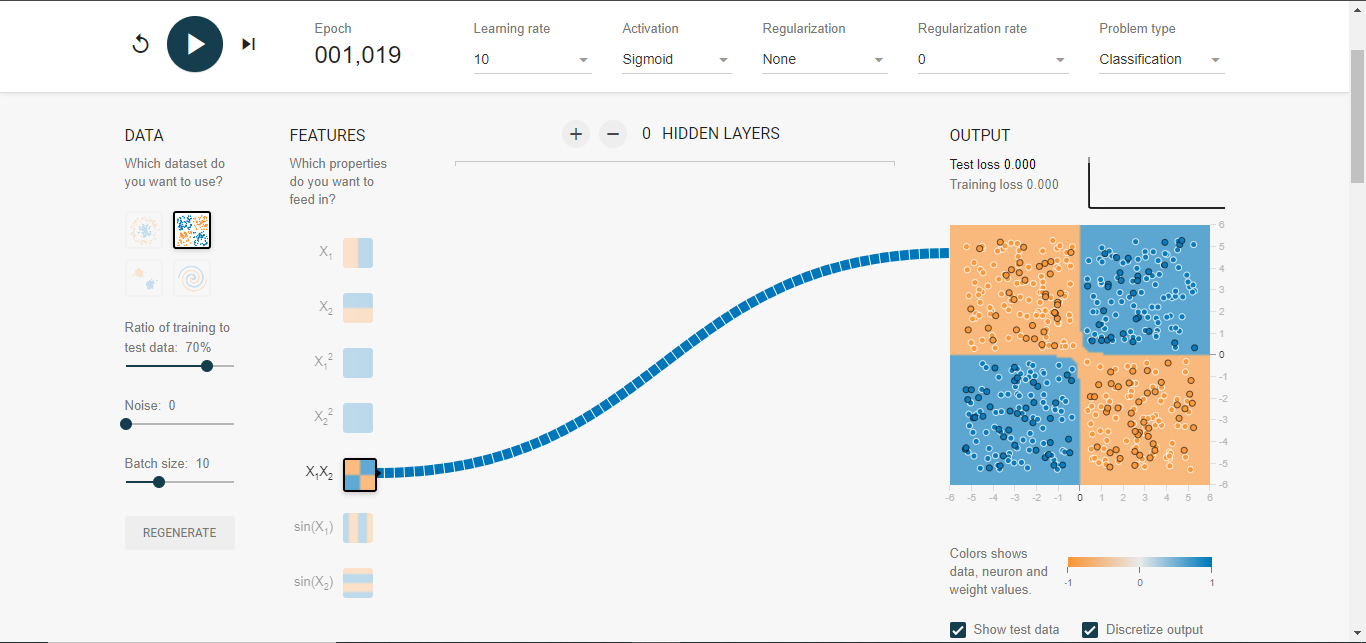 Epoch
001,019
Learning rate
10
Activation
Sigmoid
Regularization
None
Regularization rate
0
Problem type
Classification
DATA
Which dataset do
you want to use?
Ratio of training to
test data: 70%
Noise: 0
Batch size: 10
REGENERATE
FEATURES
Which properties
do you want to
feed in?
X₁
X₂
X₁²
X₂²
X₁X₂
sin(X₁)
sin(X₂)
+ − 0 HIDDEN LAYERS
OUTPUT
Test loss 0.000
Training loss 0.000
6
5
4
3
2
1
0
-1
-2
-3
-4
-5
-6
-6 -5 -4 -3 -2 -1 0 1 2 3 4 5 6
Colors shows
data, neuron and
weight values.
-1 0 1
Show test data
Discretize output